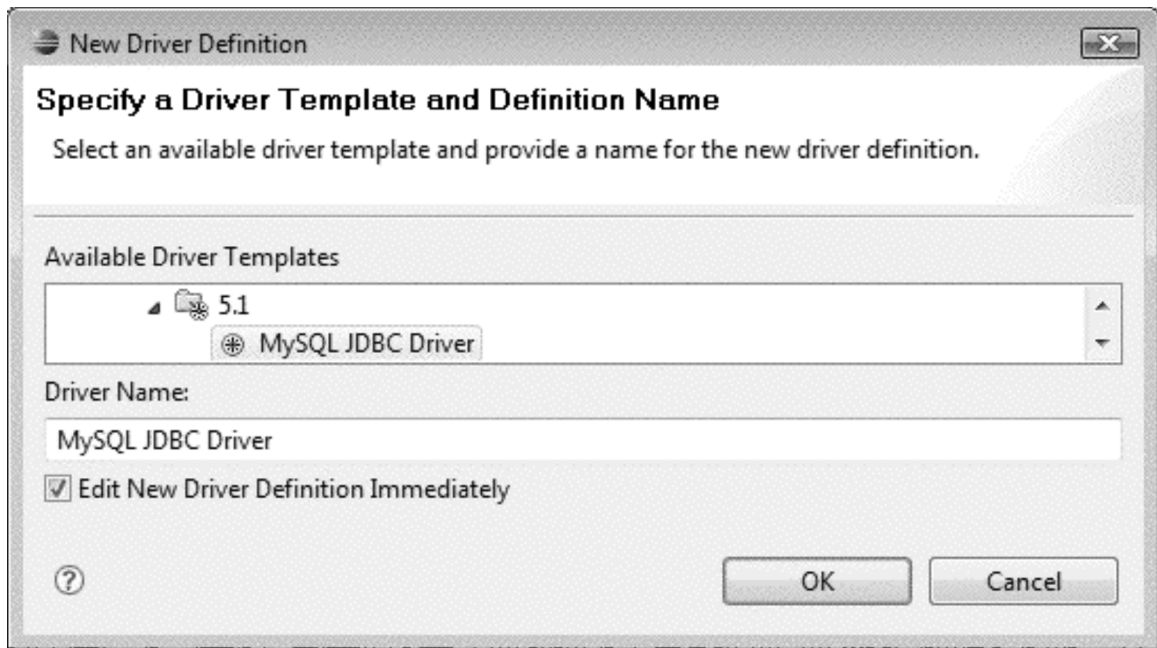 New Driver Definition
Specify a Driver Template and Definition Name
Select an available driver template and provide a name for the new driver definition.
Available Driver Templates
5.1
MySQL JDBC Driver
Driver Name:
MySQL JDBC Driver
Edit New Driver Definition Immediately
OK
Cancel